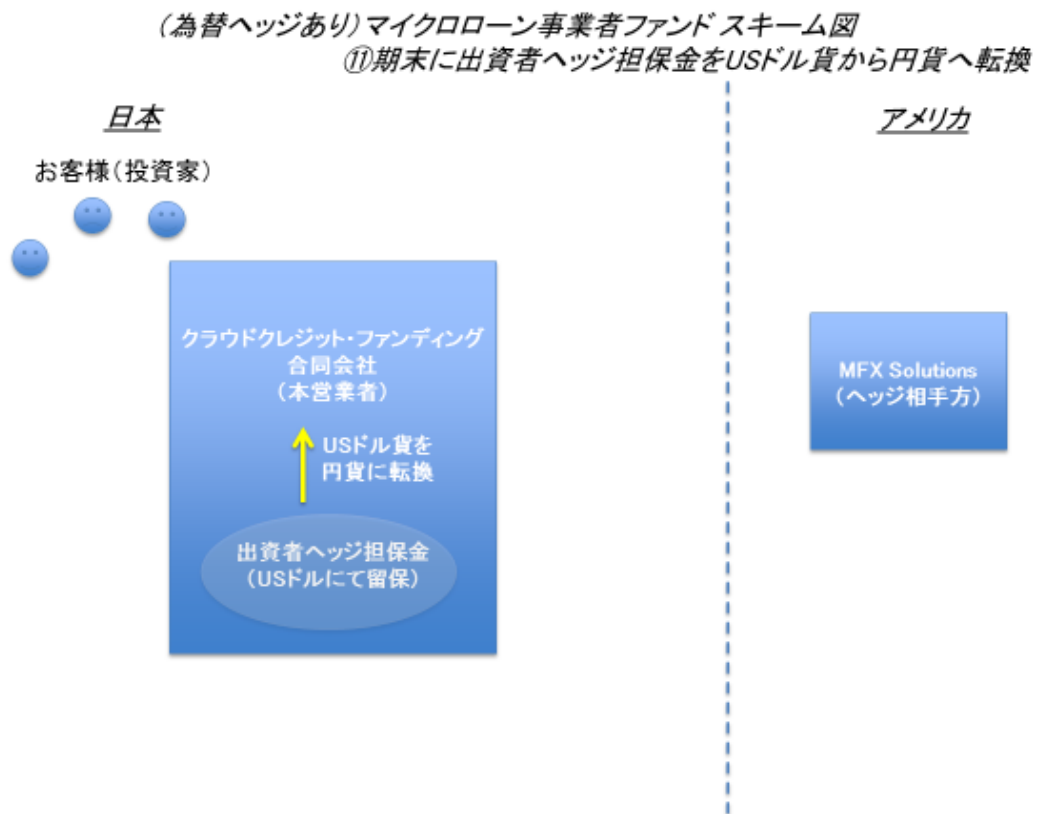 (為替ヘッジあり)マイクロローン事業者ファンド スキーム図
⑪期末に出資者ヘッジ担保金をUSドル貨から円貨へ転換
日本
アメリカ
お客様(投資家)
クラウドクレジット・ファンディング
合同会社
(本営業者)
USドル貨を
円貨に転換
出資者ヘッジ担保金
(USドルにて留保)
MFX Solutions
(ヘッジ相手方)